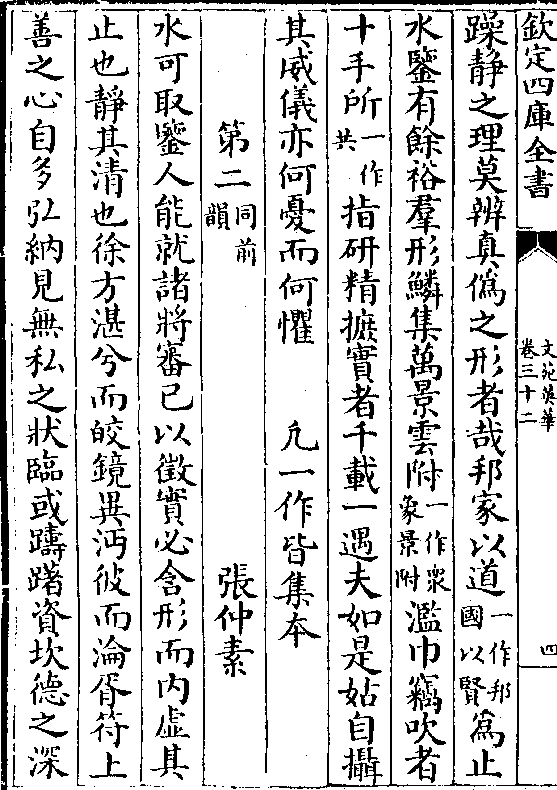 欽定四庫全書
文苑英華
卷三十二
四
躁静之理莫辨真偽之形者哉邦家以道一作邦國以賢為止
水鑒有餘裕羣形鱗集萬景雲附一作衆象景附濫巾竊吹者
十手所一作共指研精摭實者千載一遇夫如是姑自攝
其威儀亦何憂而何懼　凢一作皆集本
第二同前韻　張仲素
水可取鑒人能就諸將審己以徵實必含形而内虚其
止也靜其清也徐方湛兮而皎鏡異沔彼而淪胥符上
善之心自多弘納見無私之狀臨或躊躇資坎德之深